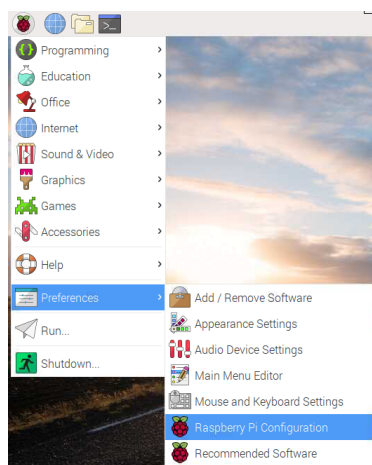 Programming
Education
Office
Internet
Sound & Video
Graphics
Games
Accessories
Help
Preferences
Run...
Shutdown...
Add / Remove Software
Appearance Settings
Audio Device Settings
Main Menu Editor
Mouse and Keyboard Settings
Raspberry Pi Configuration
Recommended Software